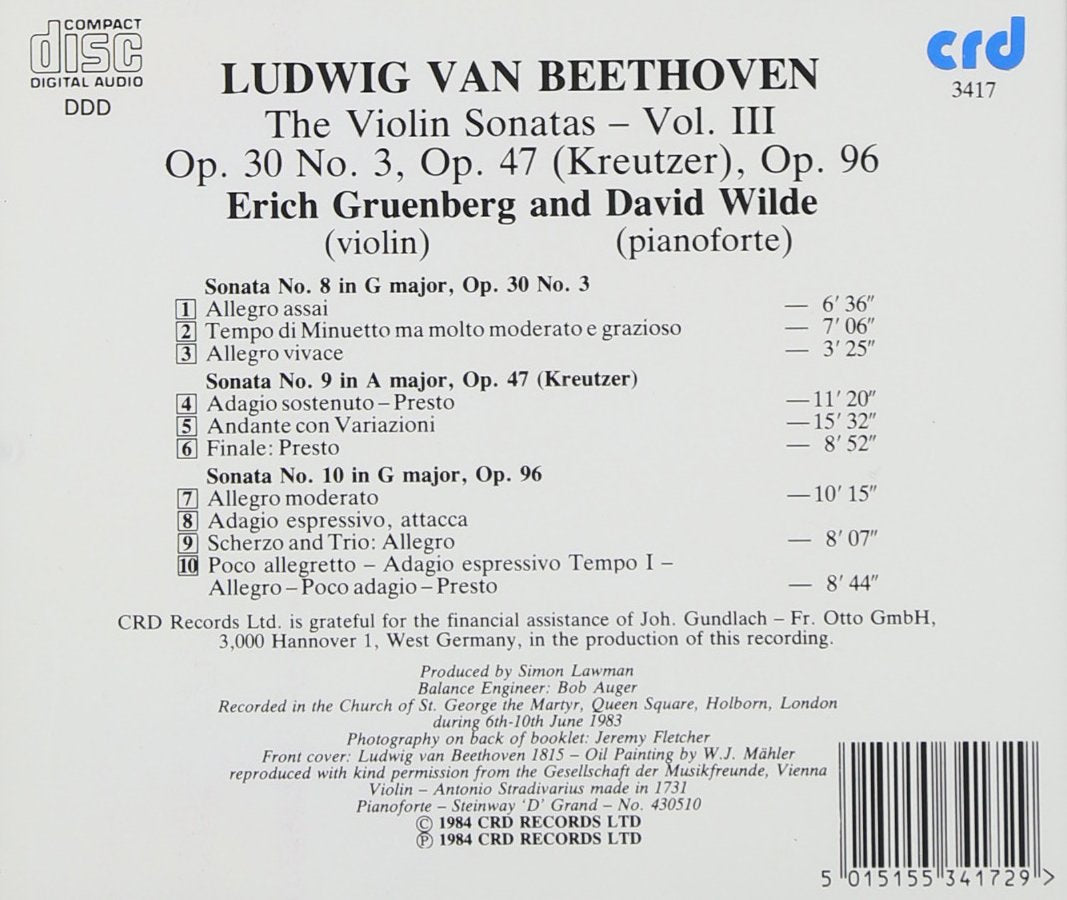 COMPACT
disc
DIGITAL AUDIO
DDD
crd
3417
LUDWIG VAN BEETHOVEN
The Violin Sonatas – Vol. III
Op. 30 No. 3, Op. 47 (Kreutzer), Op. 96
Erich Gruenberg and David Wilde
(violin) (pianoforte)
Sonata No. 8 in G major, Op. 30 No. 3
1 Allegro assai — 6′ 36″
2 Tempo di Minuetto ma molto moderato e grazioso — 7′ 06″
3 Allegro vivace — 3′ 25″
Sonata No. 9 in A major, Op. 47 (Kreutzer)
4 Adagio sostenuto – Presto — 11′ 20″
5 Andante con Variazioni — 15′ 32″
6 Finale: Presto — 8′ 52″
Sonata No. 10 in G major, Op. 96
7 Allegro moderato — 10′ 15″
8 Adagio espressivo, attacca
9 Scherzo and Trio: Allegro — 8′ 07″
10 Poco allegretto – Adagio espressivo Tempo I –
Allegro – Poco adagio – Presto — 8′ 44″
CRD Records Ltd. is grateful for the financial assistance of Joh. Gundlach – Fr. Otto GmbH,
3,000 Hannover 1, West Germany, in the production of this recording.
Produced by Simon Lawman
Balance Engineer: Bob Auger
Recorded in the Church of St. George the Martyr, Queen Square, Holborn, London
during 6th-10th June 1983
Photography on back of booklet: Jeremy Fletcher
Front cover: Ludwig van Beethoven 1815 – Oil Painting by W.J. Mähler
reproduced with kind permission from the Gesellschaft der Musikfreunde, Vienna
Violin – Antonio Stradivarius made in 1731
Pianoforte – Steinway ‘D’ Grand – No. 430510
© 1984 CRD RECORDS LTD
℗ 1984 CRD RECORDS LTD
5 015155 341729 >